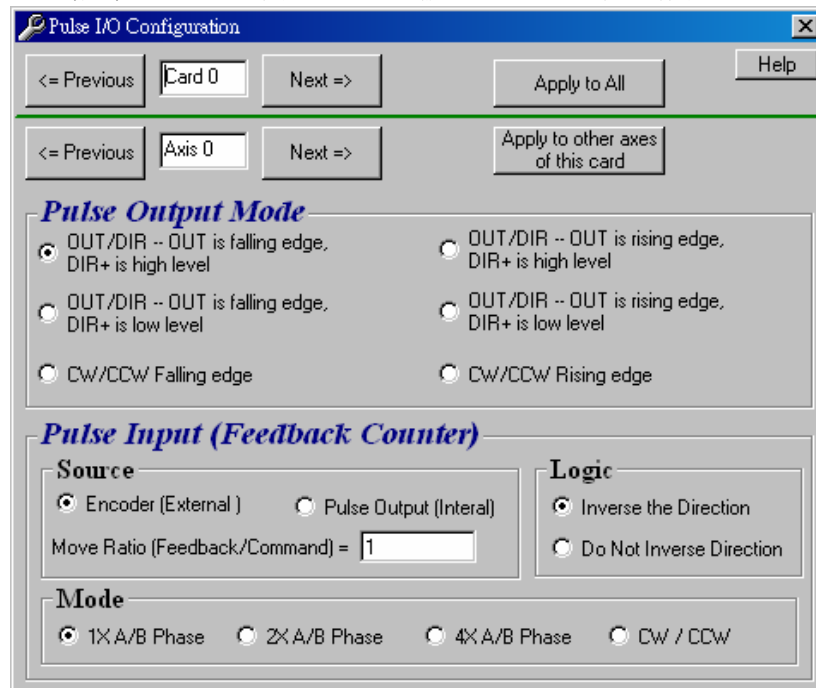 Pulse I/O Configuration
<= Previous Card 0 Next => Apply to All Help
<= Previous Axis 0 Next => Apply to other axes
of this card
Pulse Output Mode
OUT/DIR -- OUT is falling edge,
DIR+ is high level
OUT/DIR -- OUT is rising edge,
DIR+ is high level
OUT/DIR -- OUT is falling edge,
DIR+ is low level
OUT/DIR -- OUT is rising edge,
DIR+ is low level
CW/CCW Falling edge CW/CCW Rising edge
Pulse Input (Feedback Counter)
Source
Encoder (External ) Pulse Output (Interal)
Move Ratio (Feedback/Command) = 1
Logic
Inverse the Direction
Do Not Inverse Direction
Mode
1X A/B Phase 2X A/B Phase 4X A/B Phase CW / CCW